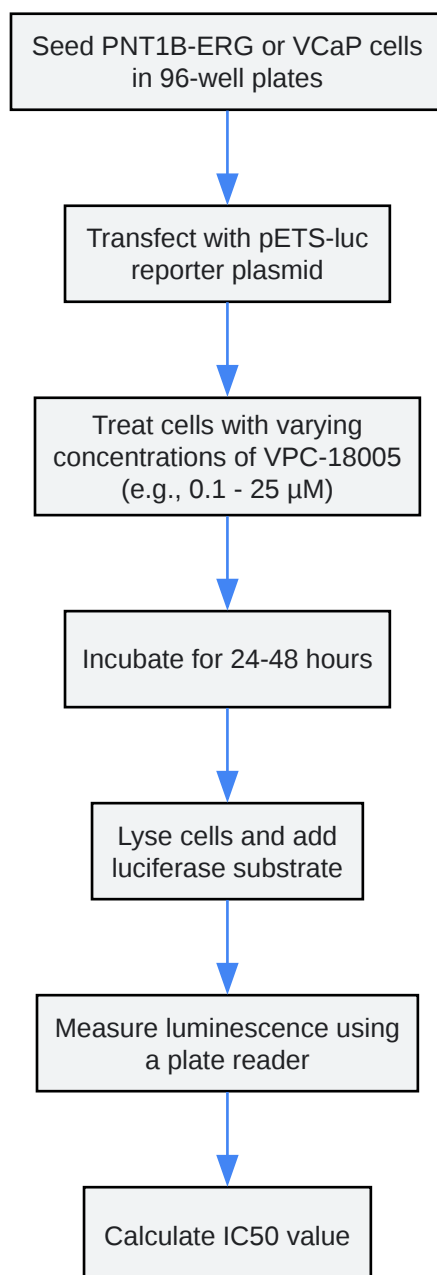 Seed PNT1B-ERG or VCaP cells
in 96-well plates
Transfect with pETS-luc
reporter plasmid
Treat cells with varying
concentrations of VPC-18005
(e.g., 0.1 - 25 µM)
Incubate for 24-48 hours
Lyse cells and add
luciferase substrate
Measure luminescence using
a plate reader
Calculate IC50 value